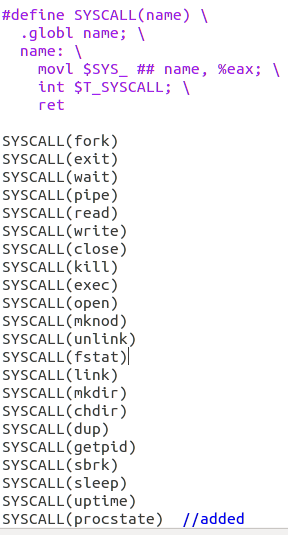 #define SYSCALL(name) \
  .globl name; \
  name: \
    movl $SYS_ ## name, %eax; \
    int $T_SYSCALL; \
    ret

SYSCALL(fork)
SYSCALL(exit)
SYSCALL(wait)
SYSCALL(pipe)
SYSCALL(read)
SYSCALL(write)
SYSCALL(close)
SYSCALL(kill)
SYSCALL(exec)
SYSCALL(open)
SYSCALL(mknod)
SYSCALL(unlink)
SYSCALL(fstat)
SYSCALL(link)
SYSCALL(mkdir)
SYSCALL(chdir)
SYSCALL(dup)
SYSCALL(getpid)
SYSCALL(sbrk)
SYSCALL(sleep)
SYSCALL(uptime)
SYSCALL(procstate)  //added